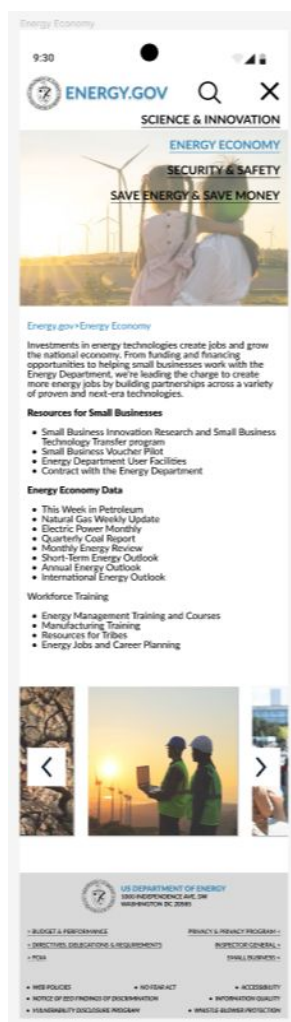 Energy Economy
9:30
ENERGY.GOV
SCIENCE & INNOVATION
ENERGY ECONOMY
SECURITY & SAFETY
SAVE ENERGY & SAVE MONEY
Energy.gov>Energy Economy
Investments in energy technologies create jobs and grow
the national economy. From funding and financing
opportunities to helping small businesses work with the
Energy Department, we're leading the charge to create
more energy jobs by building partnerships across a variety
of proven and next-era technologies.
Resources for Small Businesses
• Small Business Innovation Research and Small Business
Technology Transfer program
• Small Business Voucher Pilot
• Energy Department User Facilities
• Contract with the Energy Department
Energy Economy Data
• This Week in Petroleum
• Natural Gas Weekly Update
• Electric Power Monthly
• Quarterly Coal Report
• Monthly Energy Review
• Short-Term Energy Outlook
• Annual Energy Outlook
• International Energy Outlook
Workforce Training
• Energy Management Training and Courses
• Manufacturing Training
• Resources for Tribes
• Energy Jobs and Career Planning
US DEPARTMENT OF ENERGY
1000 INDEPENDENCE AVE. SW
WASHINGTON DC 20585
+ BUDGET & PERFORMANCE
PRIVACY & PRIVACY PROGRAM +
+ DIRECTIVES, DELEGATIONS & REQUIREMENTS
INSPECTOR GENERAL +
+ FOIA
SMALL BUSINESS +
• WEB POLICIES
• NO FEAR ACT
• ACCESSIBILITY
• NOTICE OF EEO FINDINGS OF DISCRIMINATION
• INFORMATION QUALITY
• VULNERABILITY DISCLOSURE PROGRAM
• WHISTLE-BLOWER PROTECTION